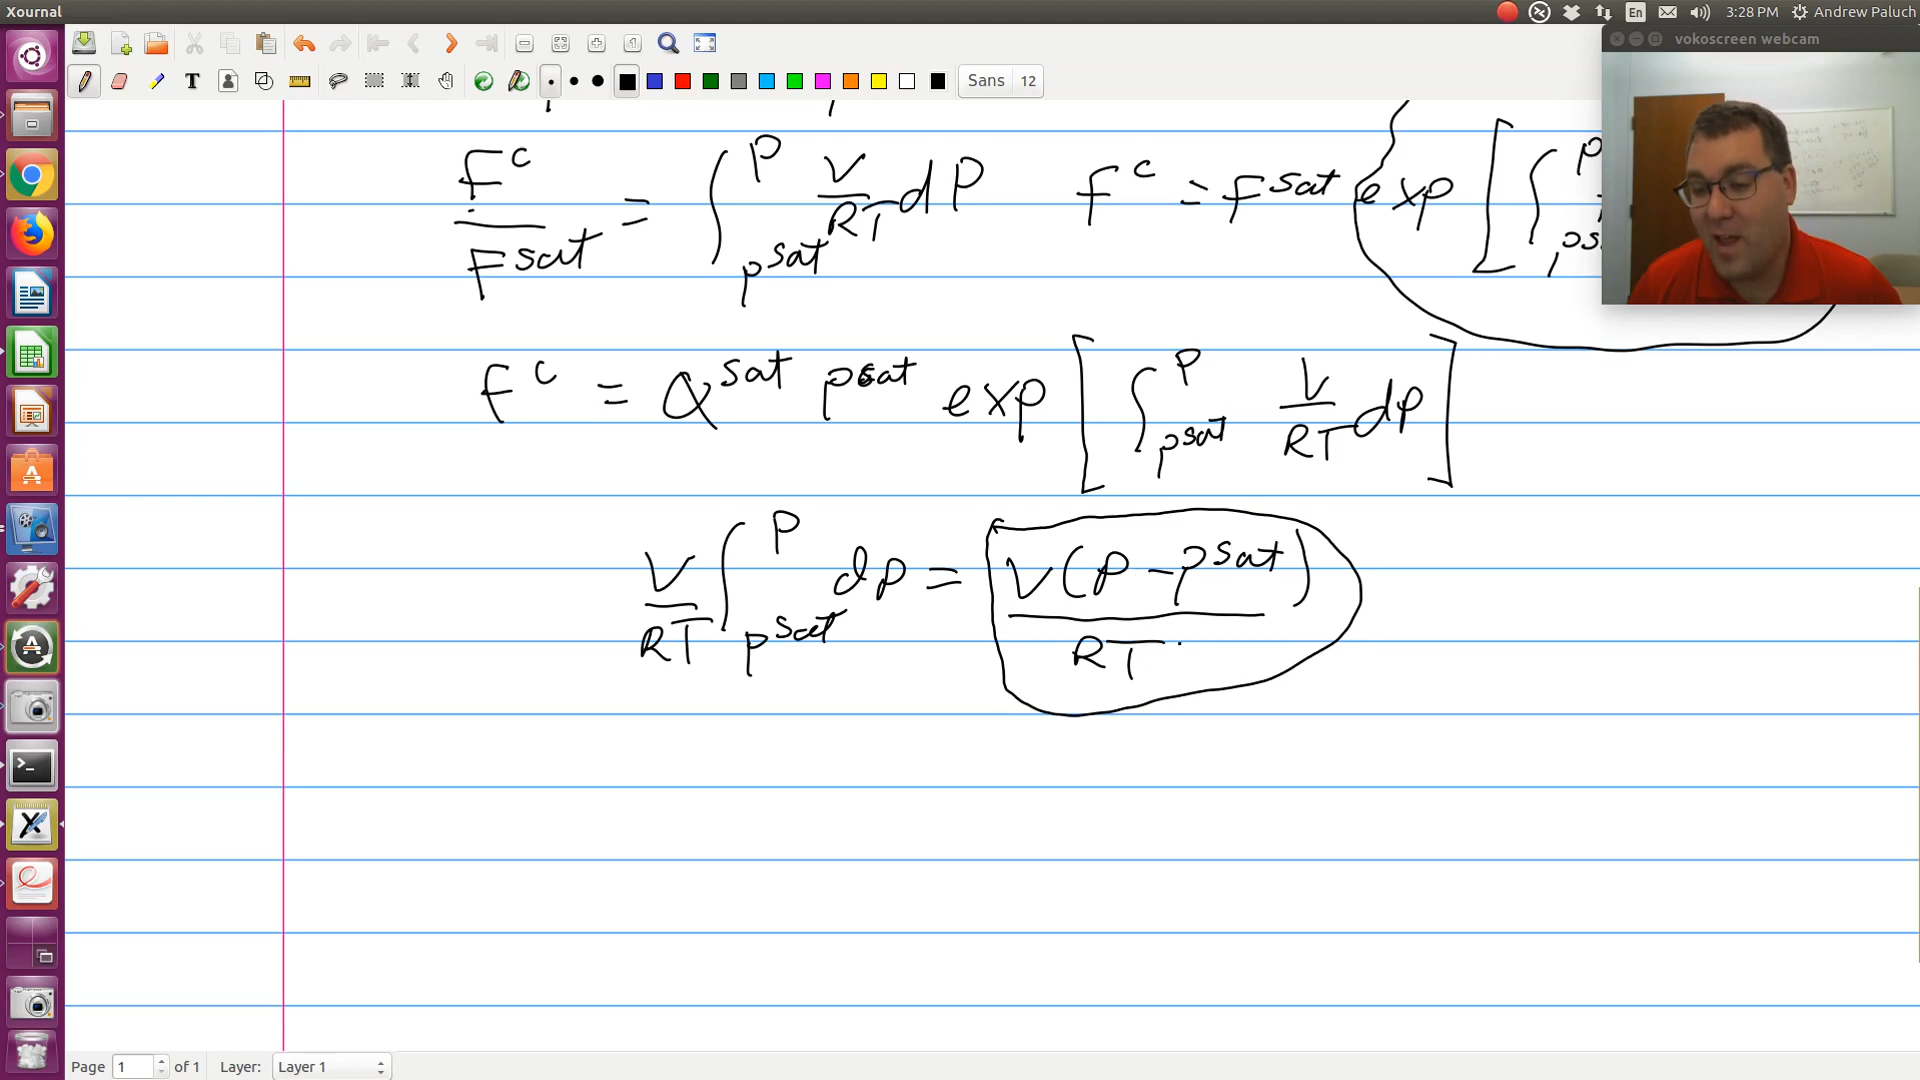 Xournal
En 3:28 PM Andrew Paluch
vokoscreen webcam
T Sans 12
f^c / f^sat = ∫_{P^sat}^{P} V/RT dP    f^c = f^sat exp [ ∫_{P^sat}^{P}
f^c = φ^sat P^sat exp [ ∫_{P^sat}^{P} V/RT dP ]
V/RT ∫_{P^sat}^{P} dP = V(P - P^sat) / RT
Page 1 of 1 Layer: Layer 1